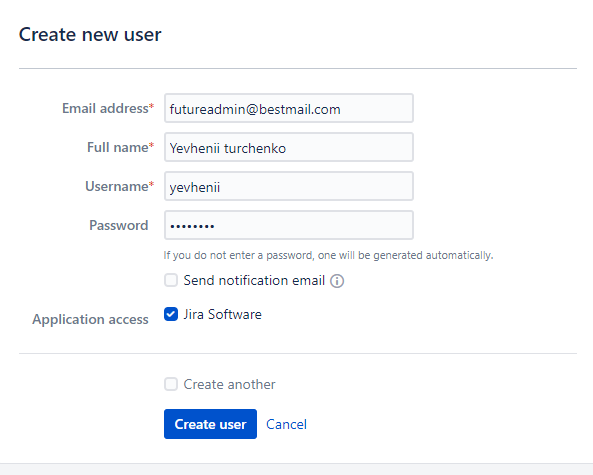 Create new user
Email address* futureadmin@bestmail.com
Full name* Yevhenii turchenko
Username* yevhenii
Password ••••••••
If you do not enter a password, one will be generated automatically.
Send notification email
Application access Jira Software
Create another
Create user Cancel